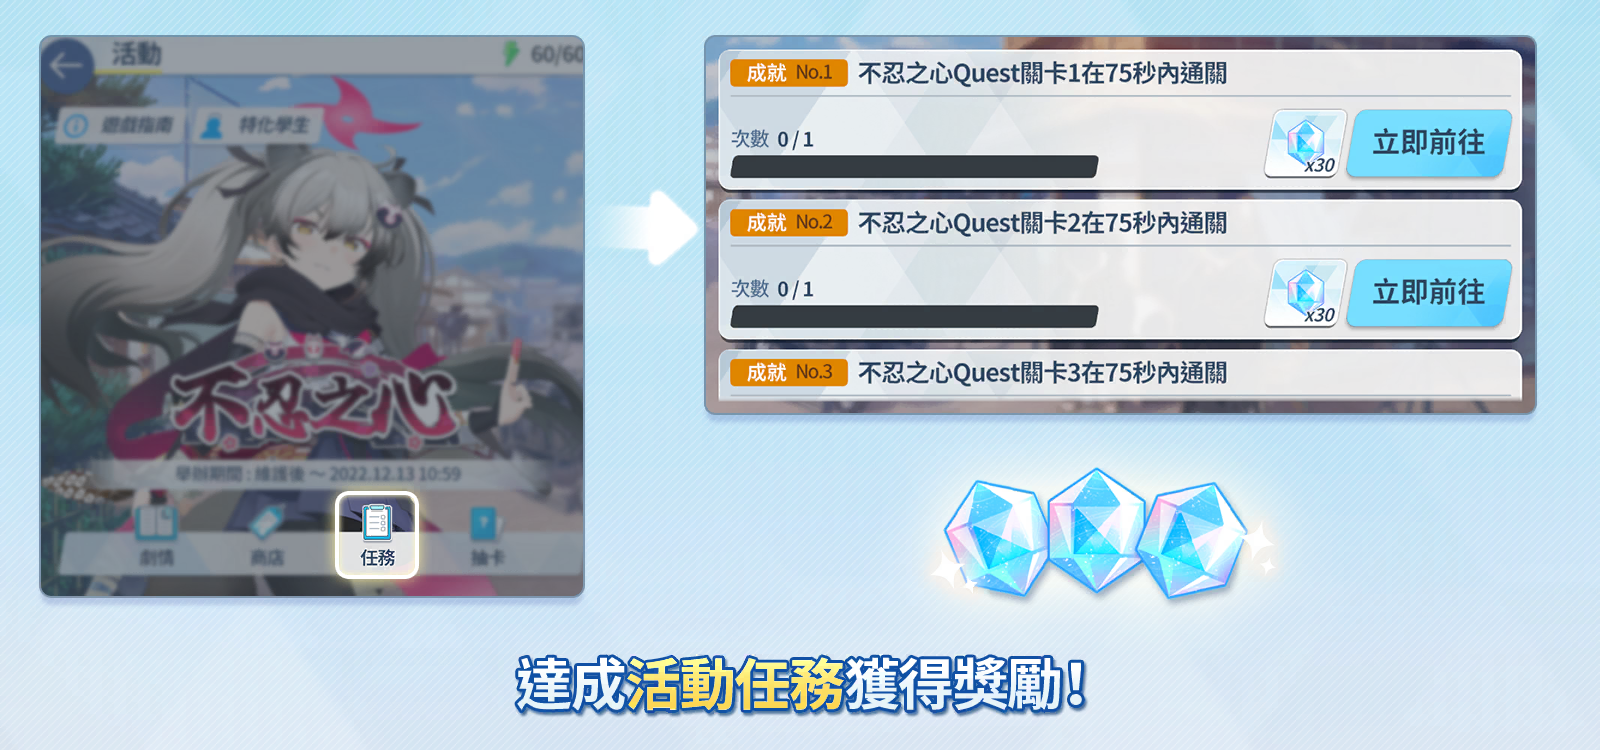 活動
60/60
遊戲指南
特化學生
不忍之心
舉辦期間 : 維護後 ～ 2022.12.13 10:59
劇情
商店
任務
抽卡
成就 No.1 不忍之心Quest關卡1在75秒內通關
次數 0 / 1
x30
立即前往
成就 No.2 不忍之心Quest關卡2在75秒內通關
次數 0 / 1
x30
立即前往
成就 No.3 不忍之心Quest關卡3在75秒內通關
達成活動任務獲得獎勵！